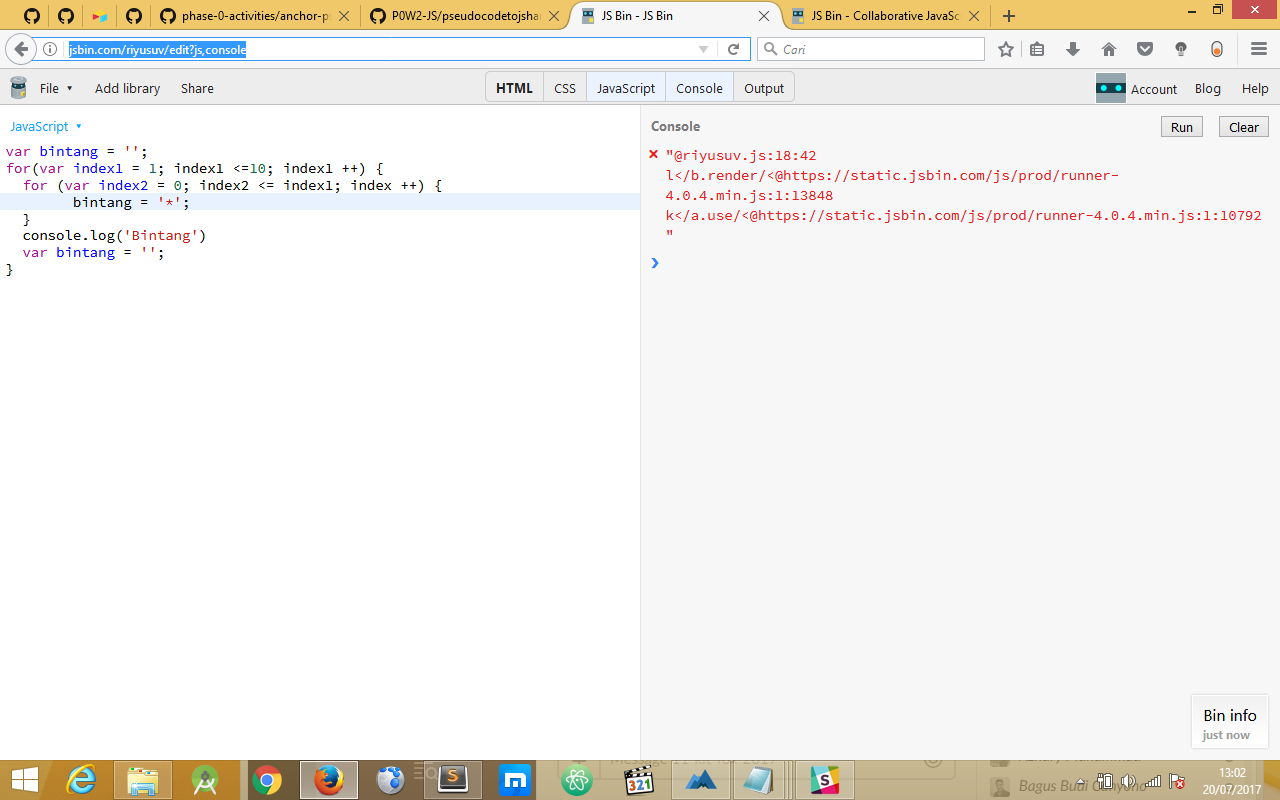 phase-0-activities/anchor-ps
P0W2-JS/pseudocodetojsha
JS Bin - JS Bin
JS Bin - Collaborative JavaSc
jsbin.com/riyusuv/edit?js,console
Cari
File
Add library
Share
HTML
CSS
JavaScript
Console
Output
Account
Blog
Help
JavaScript
Console
Run
Clear
var bintang = '';
for(var index1 = 1; index1 <=10; index1 ++) {
for (var index2 = 0; index2 <= index1; index ++) {
bintang = '*';
}
console.log('Bintang')
var bintang = '';
}
"@riyusuv.js:18:42
l</b.render/<@https://static.jsbin.com/js/prod/runner-
4.0.4.min.js:1:13848
k</a.use/<@https://static.jsbin.com/js/prod/runner-4.0.4.min.js:1:10792
"
Bin info
just now
321
13:02
Bagus Budi
20/07/2017